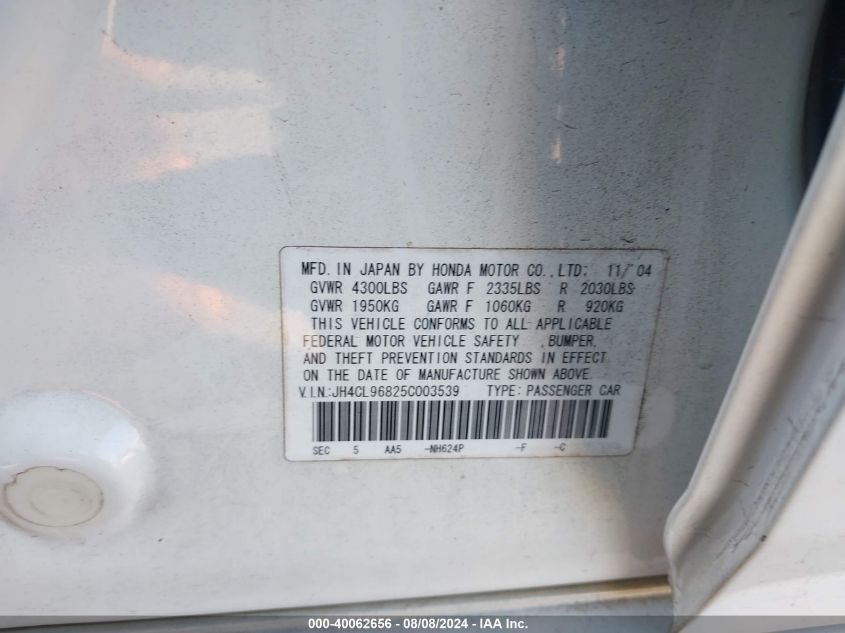 MFD. IN JAPAN BY HONDA MOTOR CO., LTD; 11/ 04
GVWR 4300LBS GAWR F 2335LBS R 2030LBS
GVWR 1950KG GAWR F 1060KG R 920KG
THIS VEHICLE CONFORMS TO ALL APPLICABLE
FEDERAL MOTOR VEHICLE SAFETY , BUMPER,
AND THEFT PREVENTION STANDARDS IN EFFECT
ON THE DATE OF MANUFACTURE SHOWN ABOVE.
V.I.N.:JH4CL96825C003539 TYPE: PASSENGER CAR
SEC 5 AA5 -NH624P -F -C
000-40062656 - 08/08/2024 - IAA Inc.